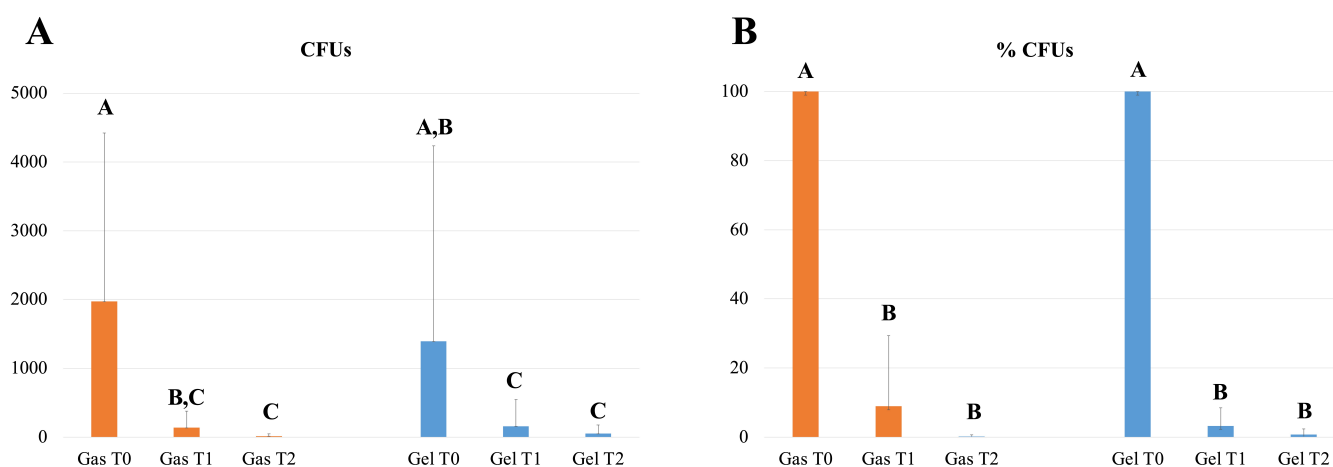 A
CFUs
5000
4000
3000
2000
1000
0
A
B,C
C
A,B
C
C
Gas T0
Gas T1
Gas T2
Gel T0
Gel T1
Gel T2
B
% CFUs
100
80
60
40
20
0
A
B
B
A
B
B
Gas T0
Gas T1
Gas T2
Gel T0
Gel T1
Gel T2